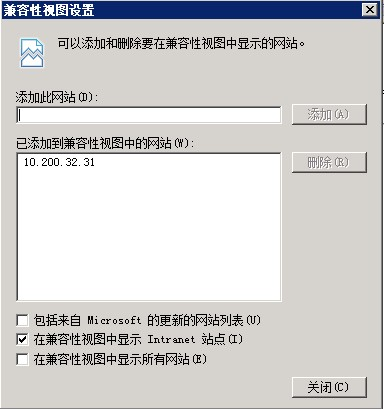 兼容性视图设置
可以添加和删除要在兼容性视图中显示的网站。
添加此网站(D):
添加(A)
已添加到兼容性视图中的网站(W):
10.200.32.31
删除(R)
包括来自 Microsoft 的更新的网站列表(U)
在兼容性视图中显示 Intranet 站点(I)
在兼容性视图中显示所有网站(E)
关闭(C)